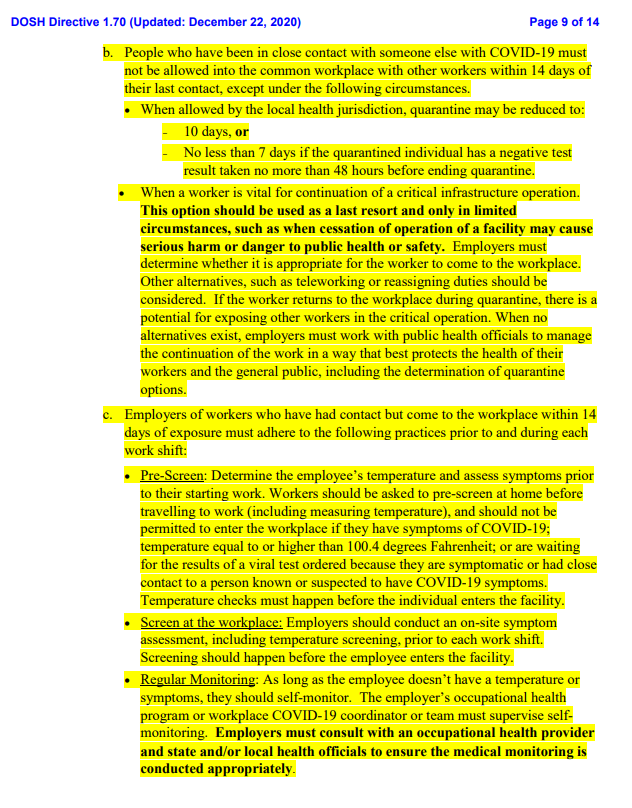 DOSH Directive 1.70 (Updated: December 22, 2020) Page 9 of 14
b. People who have been in close contact with someone else with COVID-19 must
not be allowed into the common workplace with other workers within 14 days of
their last contact, except under the following circumstances.
• When allowed by the local health jurisdiction, quarantine may be reduced to:
- 10 days, or
- No less than 7 days if the quarantined individual has a negative test
result taken no more than 48 hours before ending quarantine.
• When a worker is vital for continuation of a critical infrastructure operation.
This option should be used as a last resort and only in limited
circumstances, such as when cessation of operation of a facility may cause
serious harm or danger to public health or safety. Employers must
determine whether it is appropriate for the worker to come to the workplace.
Other alternatives, such as teleworking or reassigning duties should be
considered. If the worker returns to the workplace during quarantine, there is a
potential for exposing other workers in the critical operation. When no
alternatives exist, employers must work with public health officials to manage
the continuation of the work in a way that best protects the health of their
workers and the general public, including the determination of quarantine
options.
c. Employers of workers who have had contact but come to the workplace within 14
days of exposure must adhere to the following practices prior to and during each
work shift:
• Pre-Screen: Determine the employee's temperature and assess symptoms prior
to their starting work. Workers should be asked to pre-screen at home before
travelling to work (including measuring temperature), and should not be
permitted to enter the workplace if they have symptoms of COVID-19;
temperature equal to or higher than 100.4 degrees Fahrenheit; or are waiting
for the results of a viral test ordered because they are symptomatic or had close
contact to a person known or suspected to have COVID-19 symptoms.
Temperature checks must happen before the individual enters the facility.
• Screen at the workplace: Employers should conduct an on-site symptom
assessment, including temperature screening, prior to each work shift.
Screening should happen before the employee enters the facility.
• Regular Monitoring: As long as the employee doesn't have a temperature or
symptoms, they should self-monitor. The employer's occupational health
program or workplace COVID-19 coordinator or team must supervise self-
monitoring. Employers must consult with an occupational health provider
and state and/or local health officials to ensure the medical monitoring is
conducted appropriately.